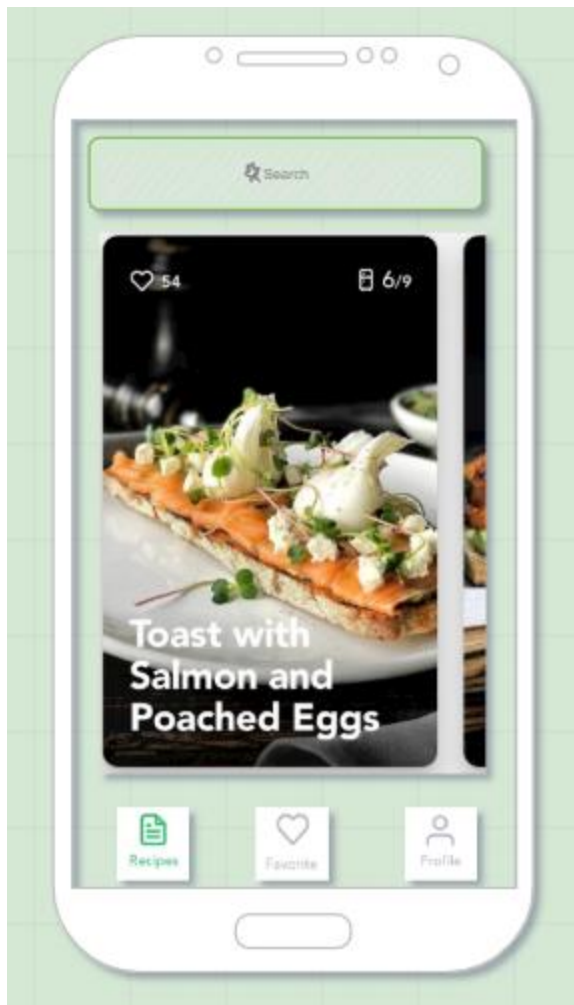 Search
54
6/9
Toast with
Salmon and
Poached Eggs
Recipes
Favorite
Profile